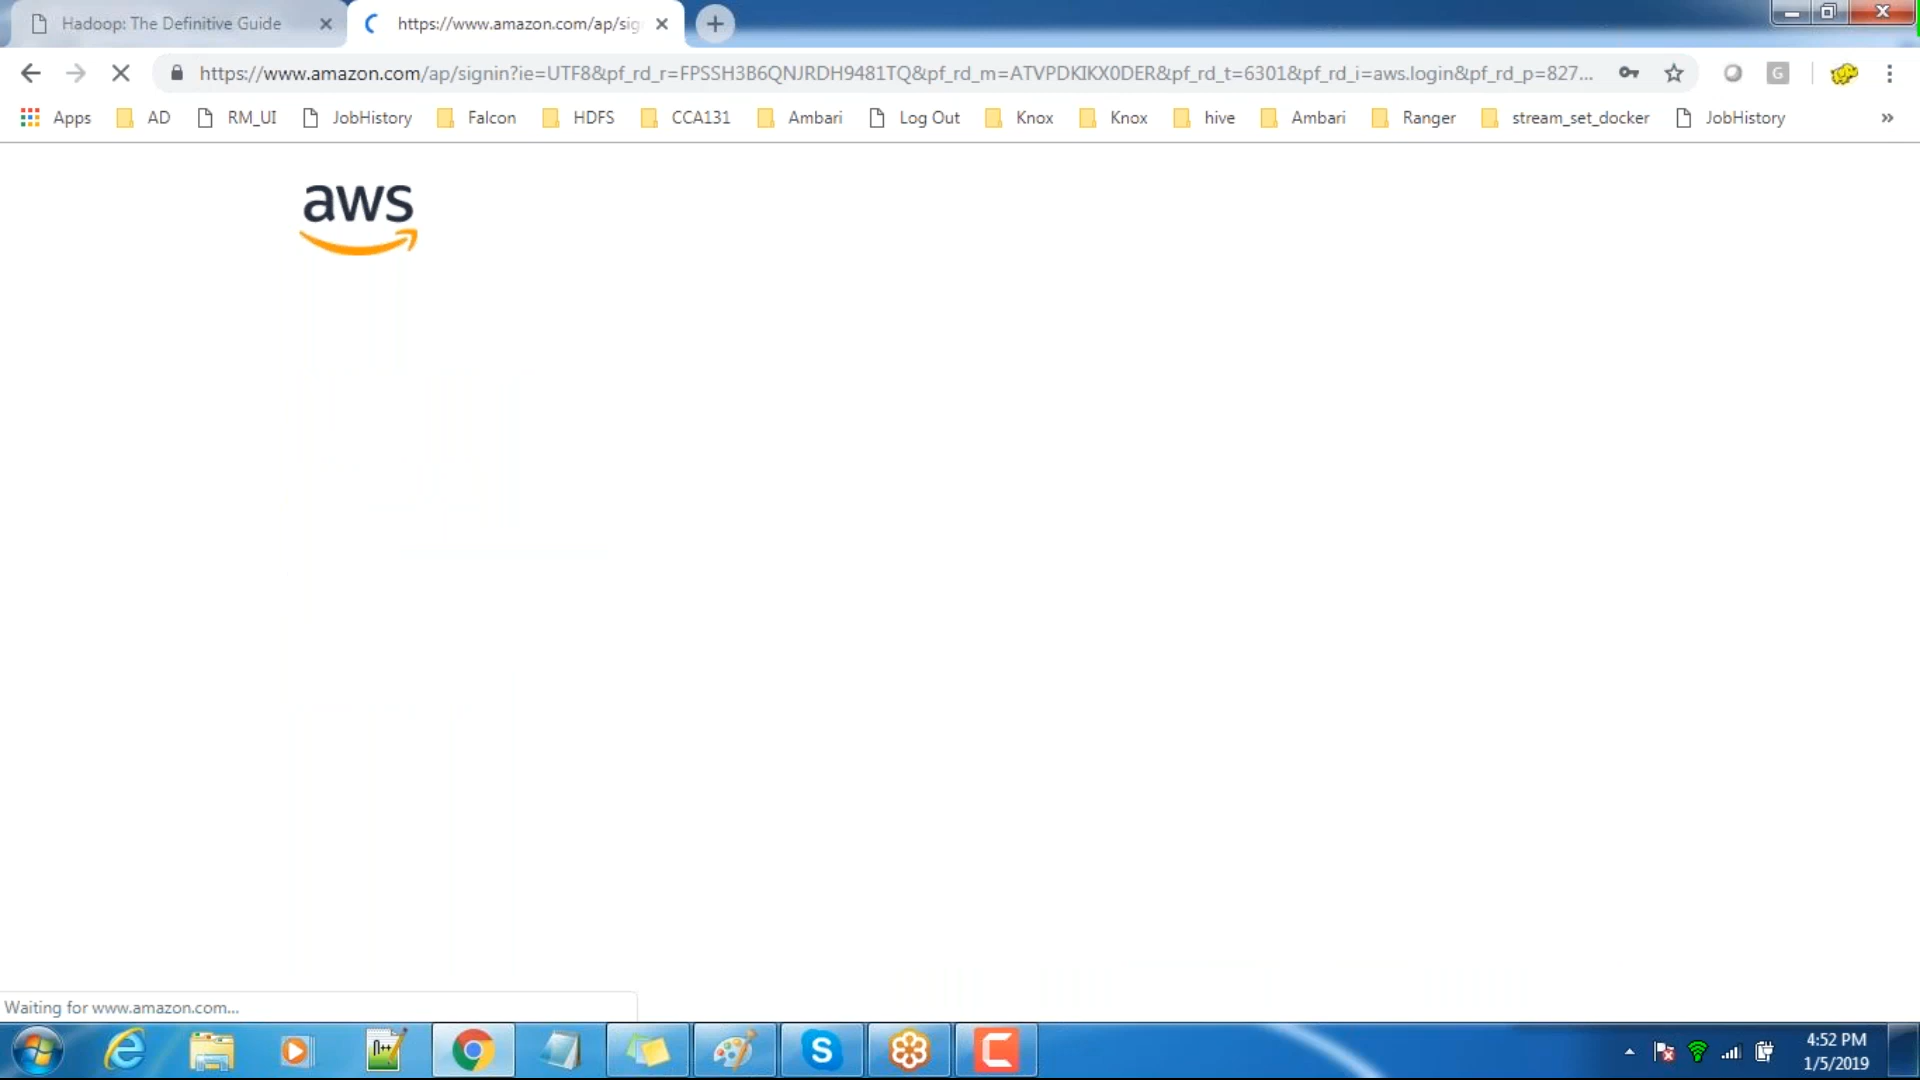 Hadoop: The Definitive Guide
https://www.amazon.com/ap/sig
https://www.amazon.com/ap/signin?ie=UTF8&pf_rd_r=FPSSH3B6QNJRDH9481TQ&pf_rd_m=ATVPDKIKX0DER&pf_rd_t=6301&pf_rd_i=aws.login&pf_rd_p=827...
G
Apps AD RM_UI JobHistory Falcon HDFS CCA131 Ambari Log Out Knox Knox hive Ambari Ranger stream_set_docker JobHistory »
aws
Waiting for www.amazon.com...
4:52 PM
1/5/2019